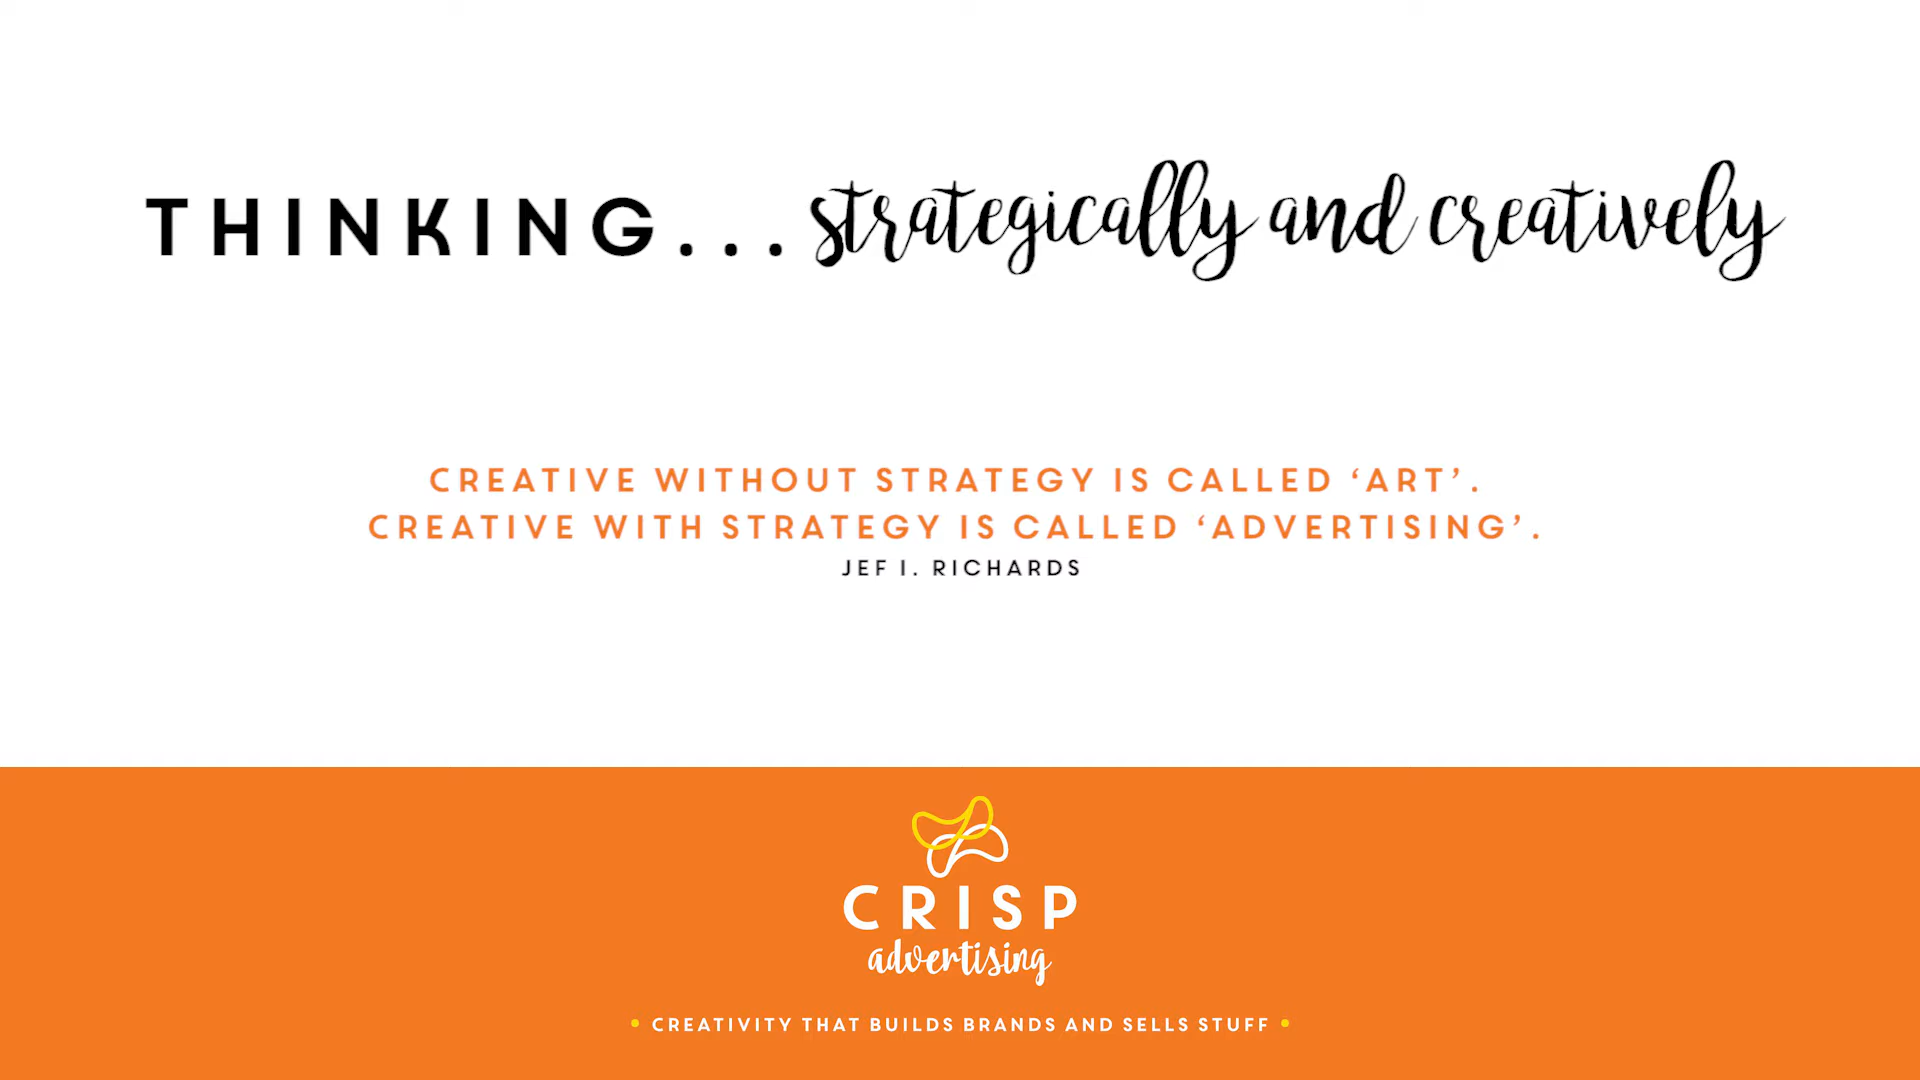 THINKING... strategically and creatively
CREATIVE WITHOUT STRATEGY IS CALLED ‘ART’.
CREATIVE WITH STRATEGY IS CALLED ‘ADVERTISING’.
JEF I. RICHARDS
CRISP
advertising
• CREATIVITY THAT BUILDS BRANDS AND SELLS STUFF •